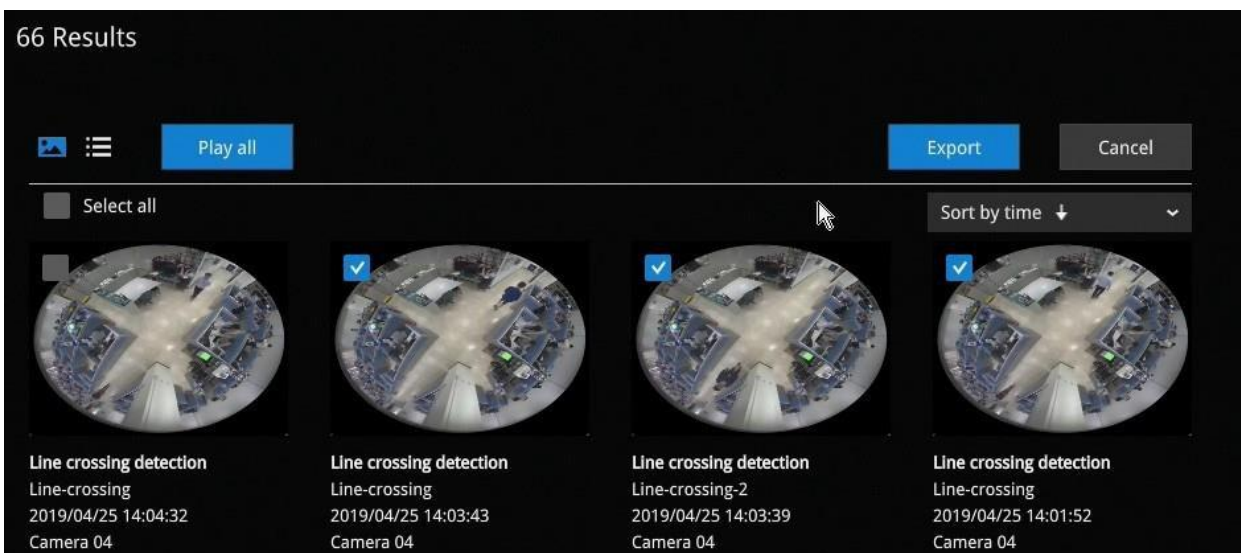 66 Results
Play all
Export
Cancel
Select all
Sort by time
Line crossing detection
Line-crossing
2019/04/25 14:04:32
Camera 04
Line crossing detection
Line-crossing
2019/04/25 14:03:43
Camera 04
Line crossing detection
Line-crossing-2
2019/04/25 14:03:39
Camera 04
Line crossing detection
Line-crossing
2019/04/25 14:01:52
Camera 04